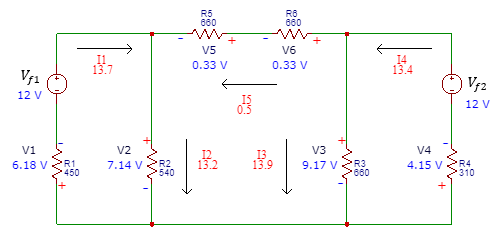 R5
660
R6
660
- +
- +
V5
0.33 V
V6
0.33 V
I1
13.7
I4
13.4
I5
0.5
Vf1
12 V
Vf2
12 V
V1
6.18 V
-
R1
450
+
V2
7.14 V
+
R2
540
-
I2
13.2
I3
13.9
V3
9.17 V
+
R3
660
-
V4
4.15 V
-
R4
310
+